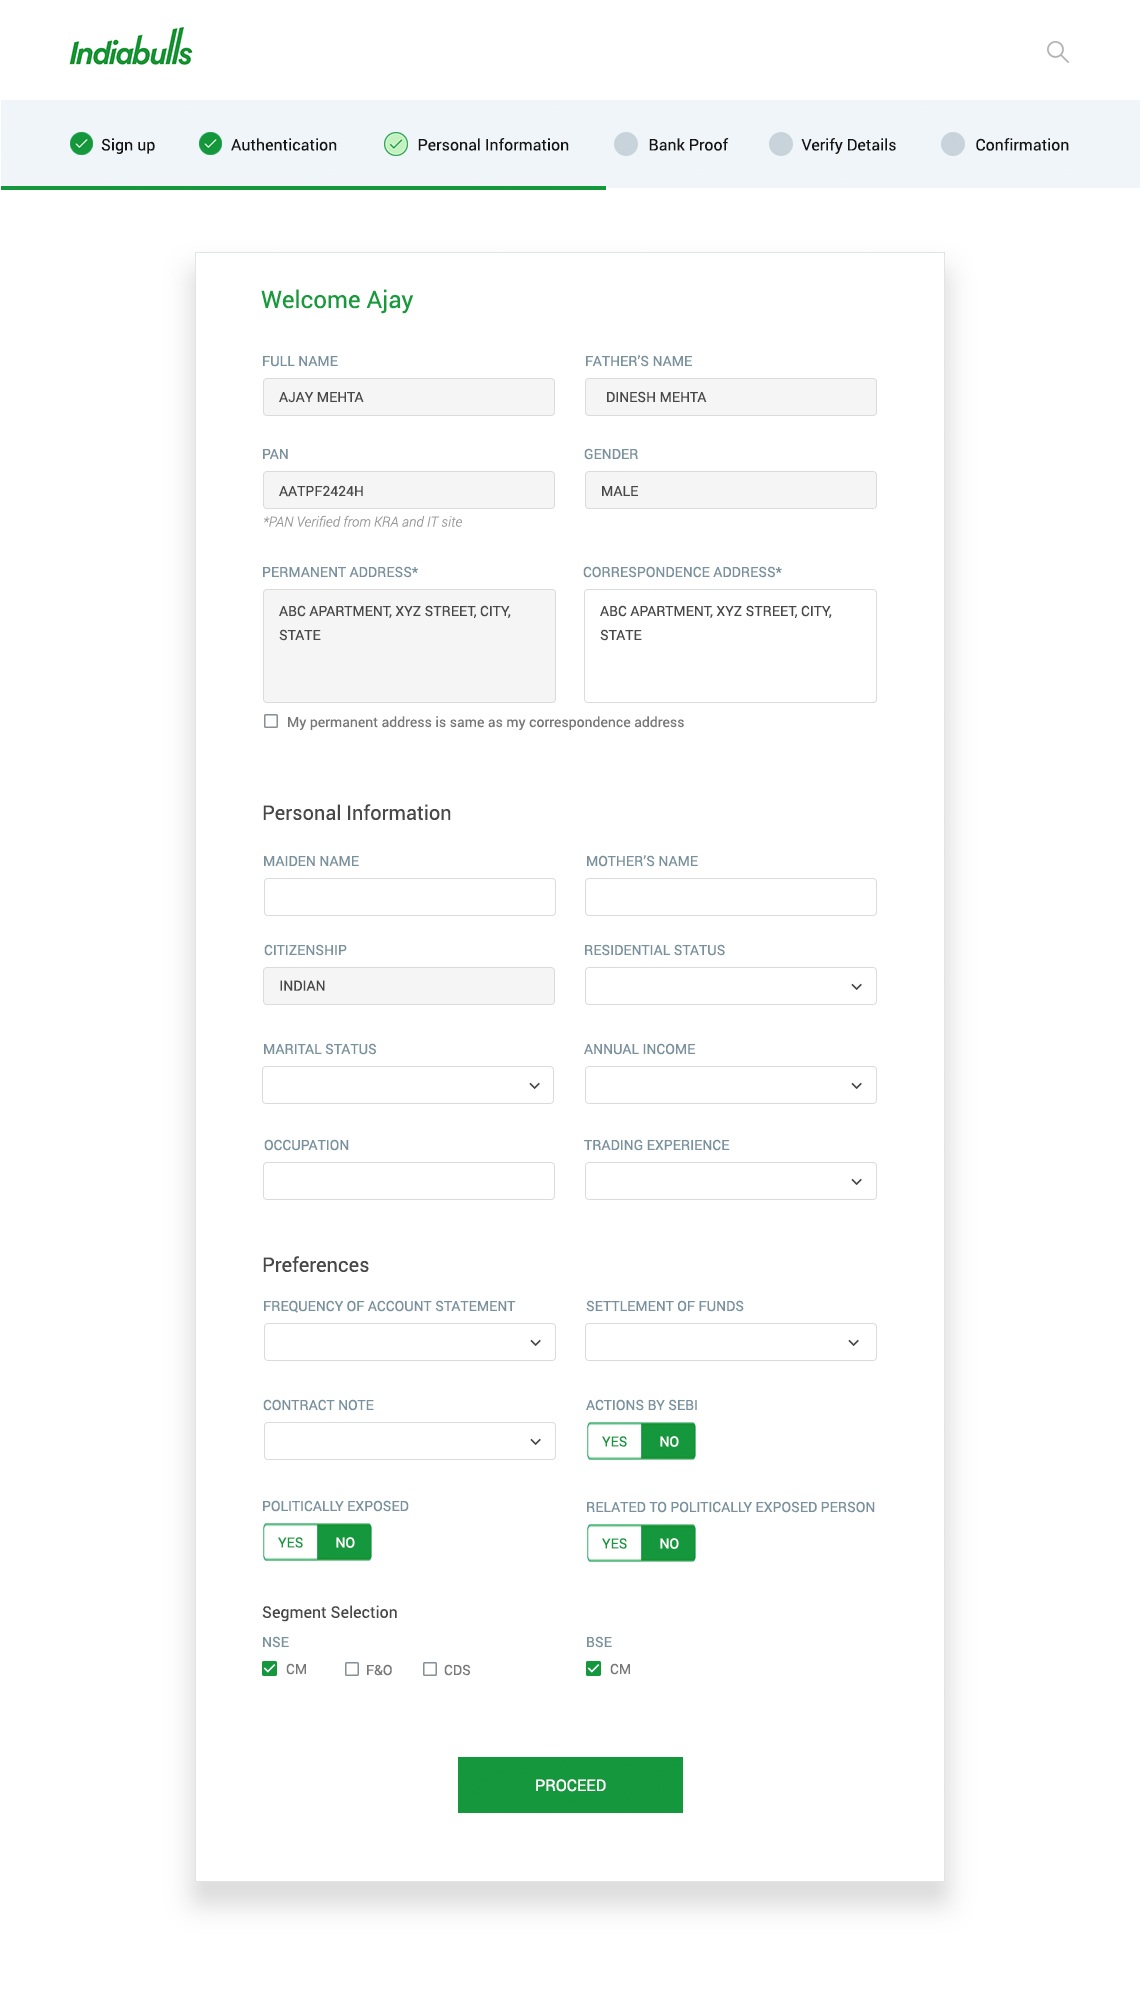 Indiabulls
Sign up
Authentication
Personal Information
Bank Proof
Verify Details
Confirmation
Welcome Ajay
FULL NAME
FATHER'S NAME
AJAY MEHTA
DINESH MEHTA
PAN
GENDER
AATPF2424H
MALE
*PAN Verified from KRA and IT site
PERMANENT ADDRESS*
CORRESPONDENCE ADDRESS*
ABC APARTMENT, XYZ STREET, CITY,
STATE
ABC APARTMENT, XYZ STREET, CITY,
STATE
My permanent address is same as my correspondence address
Personal Information
MAIDEN NAME
MOTHER'S NAME
CITIZENSHIP
RESIDENTIAL STATUS
INDIAN
MARITAL STATUS
ANNUAL INCOME
OCCUPATION
TRADING EXPERIENCE
Preferences
FREQUENCY OF ACCOUNT STATEMENT
SETTLEMENT OF FUNDS
CONTRACT NOTE
ACTIONS BY SEBI
YES NO
POLITICALLY EXPOSED
RELATED TO POLITICALLY EXPOSED PERSON
YES NO
YES NO
Segment Selection
NSE
BSE
CM
F&O
CDS
CM
PROCEED